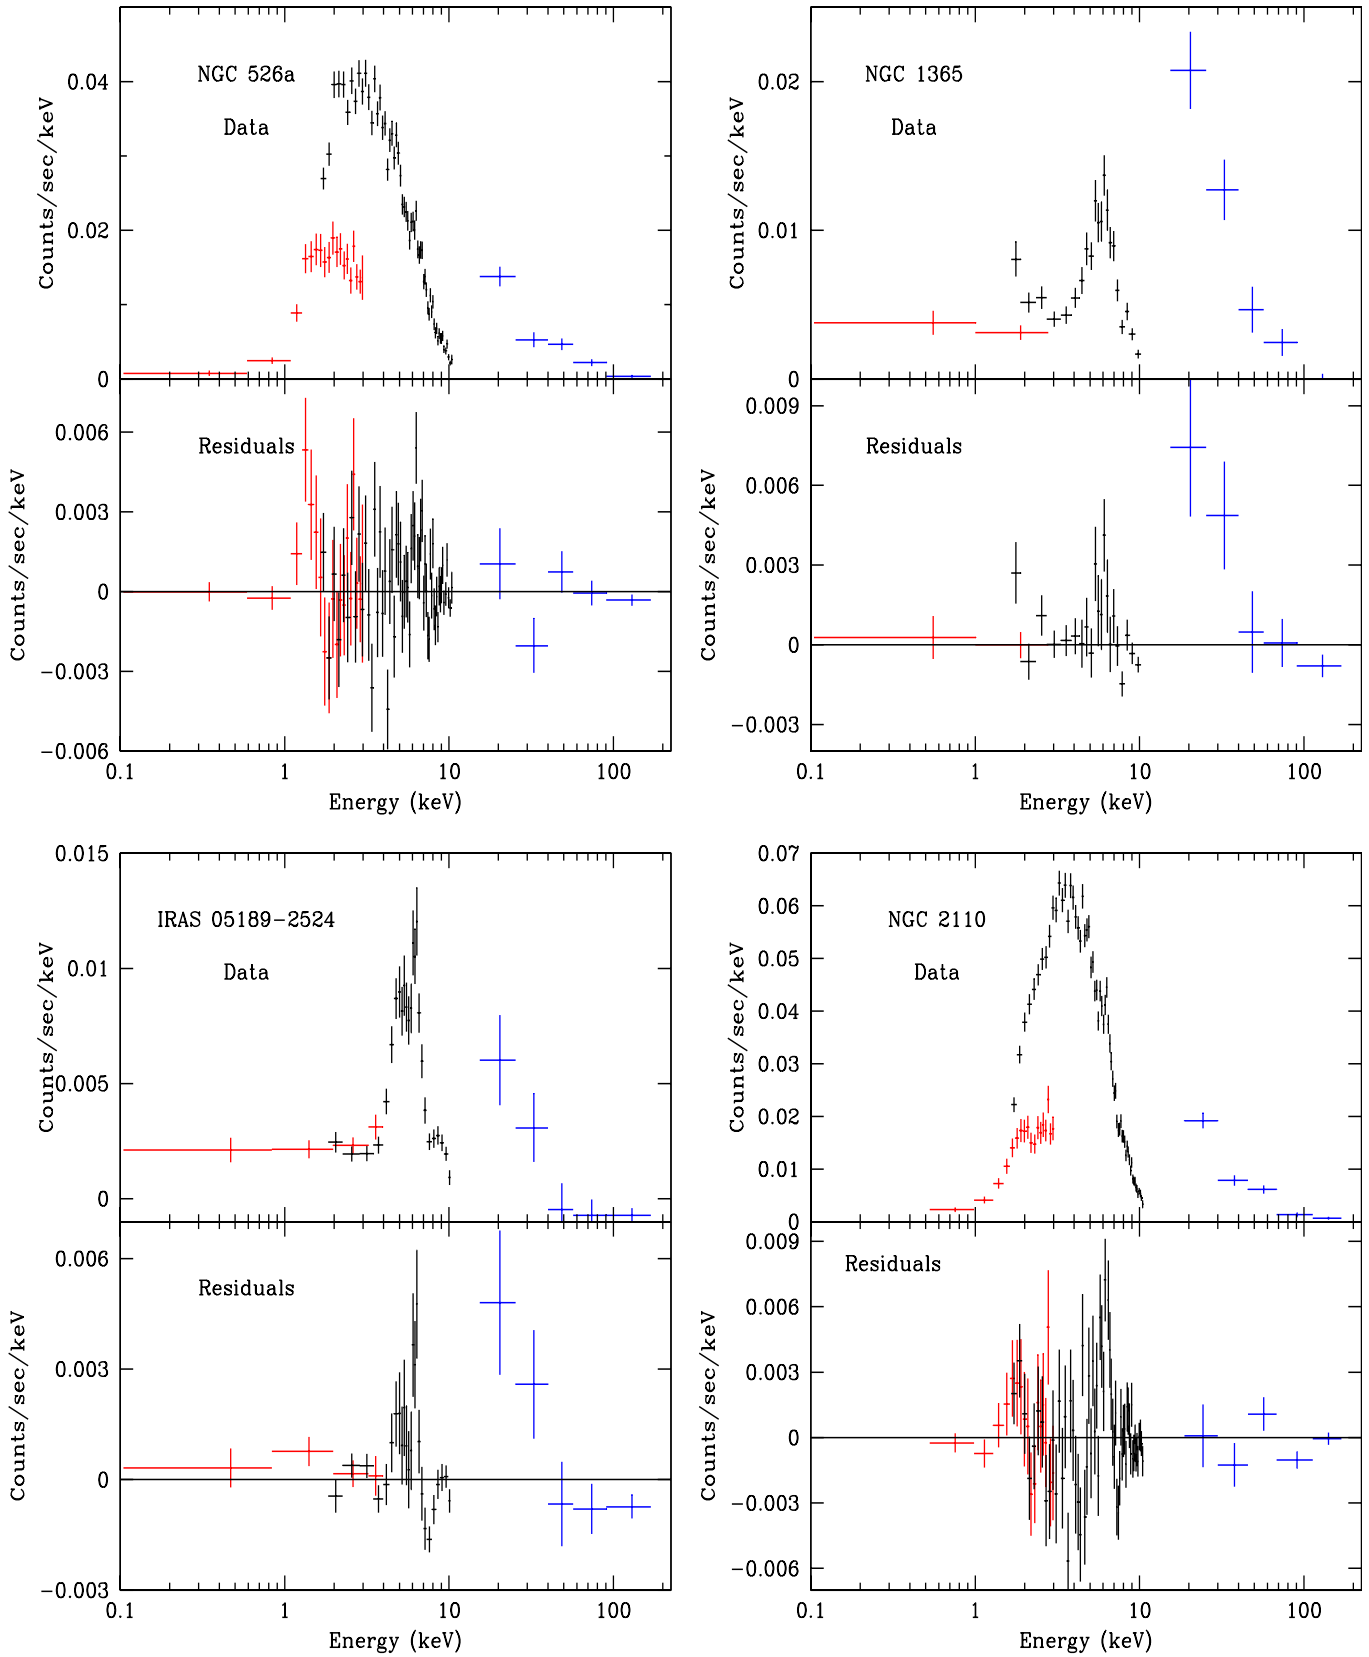 Counts/sec/keV
NGC 526a
Data
0.04
0.02
0
Counts/sec/keV
Residuals
0.006
0.003
0
−0.003
−0.006
0.1 1 10 100
Energy (keV)
Counts/sec/keV
NGC 1365
Data
0.02
0.01
0
Counts/sec/keV
Residuals
0.009
0.006
0.003
0
−0.003
0.1 1 10 100
Energy (keV)
Counts/sec/keV
IRAS 05189−2524
Data
0.015
0.01
0.005
0
Counts/sec/keV
Residuals
0.006
0.003
0
−0.003
0.1 1 10 100
Energy (keV)
Counts/sec/keV
NGC 2110
Data
0.07
0.06
0.05
0.04
0.03
0.02
0.01
0
Counts/sec/keV
Residuals
0.009
0.006
0.003
0
−0.003
−0.006
0.1 1 10 100
Energy (keV)